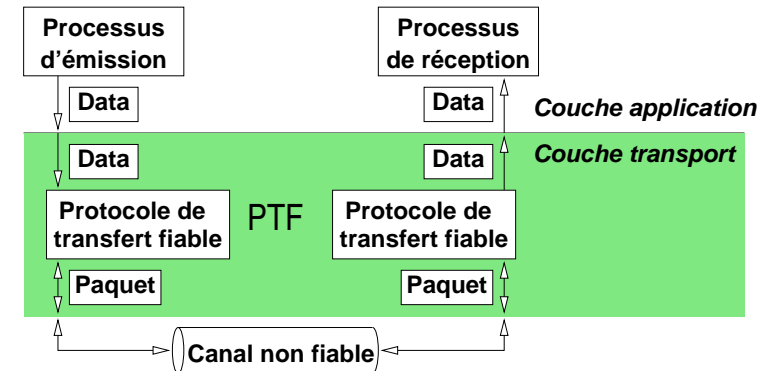 Processus
d'émission
Processus
de réception
Data
Data
Couche application
Data
Data
Couche transport
Protocole de
transfert fiable
PTF
Protocole de
transfert fiable
Paquet
Paquet
Canal non fiable